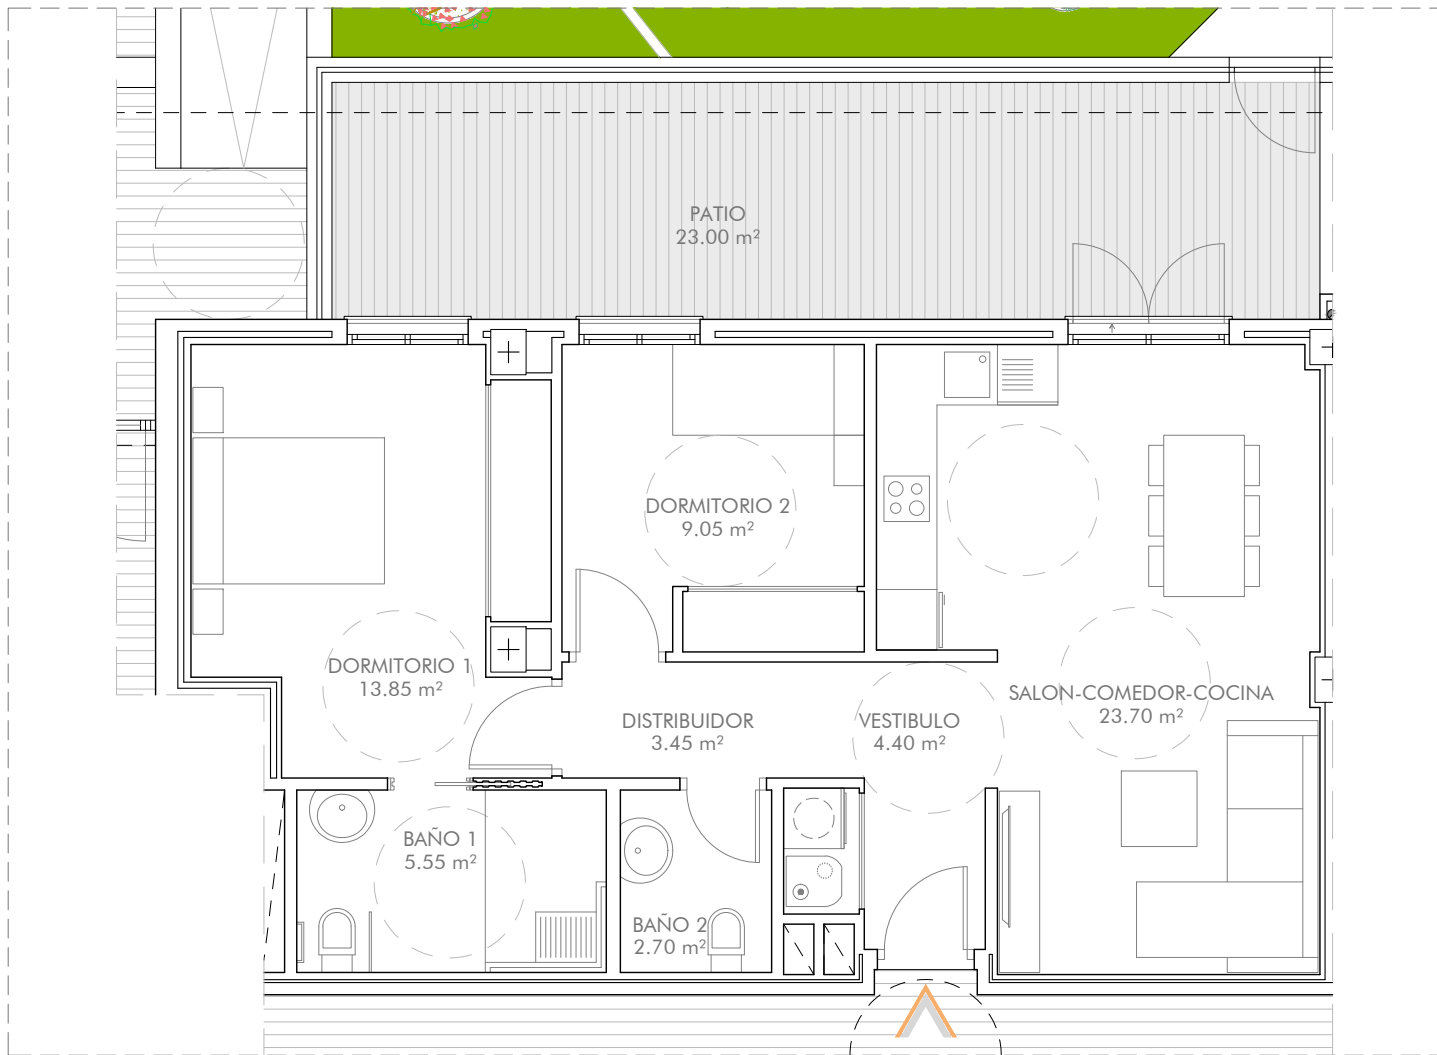 PATIO
23.00 m²
DORMITORIO 2
9.05 m²
DORMITORIO 1
13.85 m²
SALON-COMEDOR-COCINA
23.70 m²
DISTRIBUIDOR
3.45 m²
VESTIBULO
4.40 m²
BAÑO 1
5.55 m²
BAÑO 2
2.70 m²